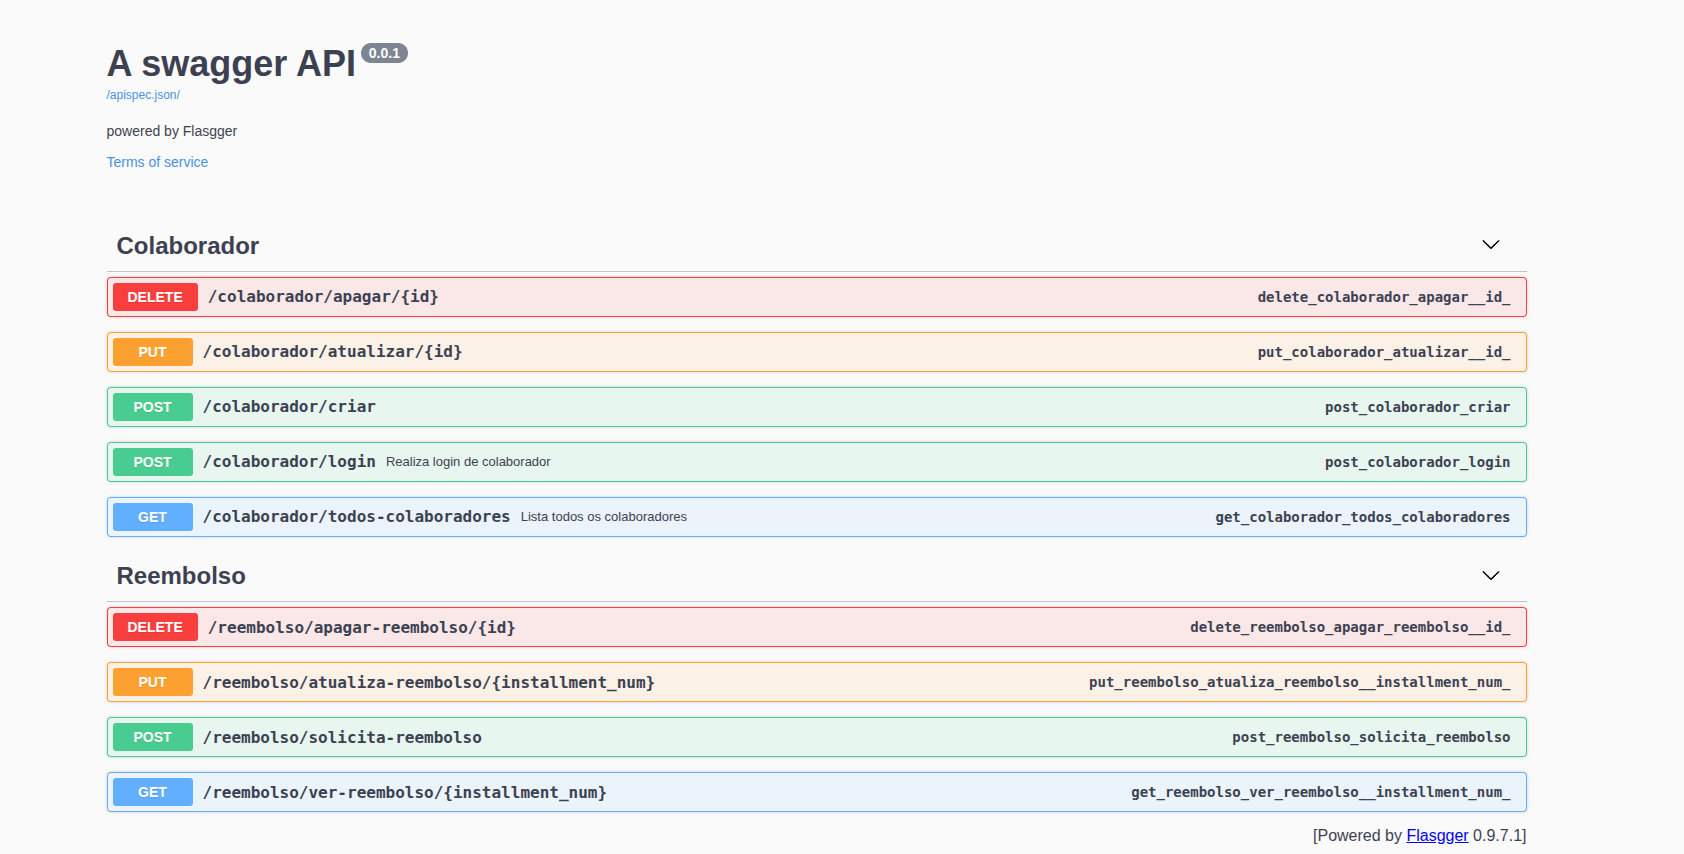 A swagger API 0.0.1
/apispec.json/
powered by Flasgger
Terms of service
Colaborador
DELETE /colaborador/apagar/{id} delete_colaborador_apagar__id_
PUT /colaborador/atualizar/{id} put_colaborador_atualizar__id_
POST /colaborador/criar post_colaborador_criar
POST /colaborador/login Realiza login de colaborador post_colaborador_login
GET /colaborador/todos-colaboradores Lista todos os colaboradores get_colaborador_todos_colaboradores
Reembolso
DELETE /reembolso/apagar-reembolso/{id} delete_reembolso_apagar_reembolso__id_
PUT /reembolso/atualiza-reembolso/{installment_num} put_reembolso_atualiza_reembolso__installment_num_
POST /reembolso/solicita-reembolso post_reembolso_solicita_reembolso
GET /reembolso/ver-reembolso/{installment_num} get_reembolso_ver_reembolso__installment_num_
[Powered by Flasgger 0.9.7.1]